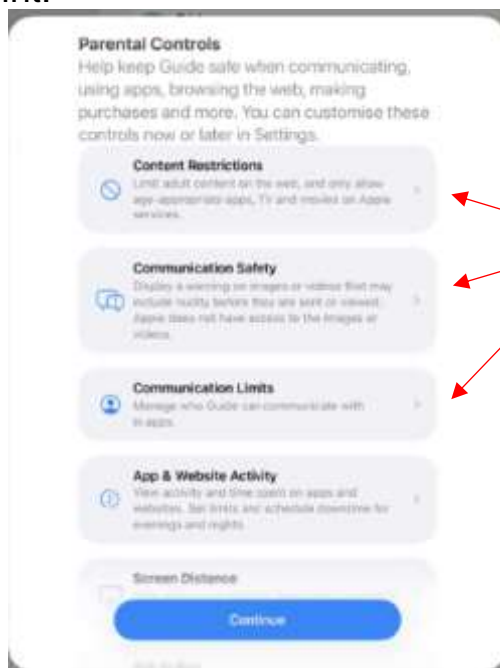 Parental Controls
Help keep Guide safe when communicating,
using apps, browsing the web, making
purchases and more. You can customise these
controls now or later in Settings.
Content Restrictions
Limit adult content on the web, and only allow
age-appropriate apps, TV and movies on Apple
services.
Communication Safety
Display a warning on images or videos that may
include nudity before they are sent or viewed.
Apple does not have access to the images or
videos.
Communication Limits
Manage who Guide can communicate with
in apps.
App & Website Activity
View activity and time spent on apps and
websites. Set limits and schedule downtime for
evenings and nights.
Screen Distance
Continue